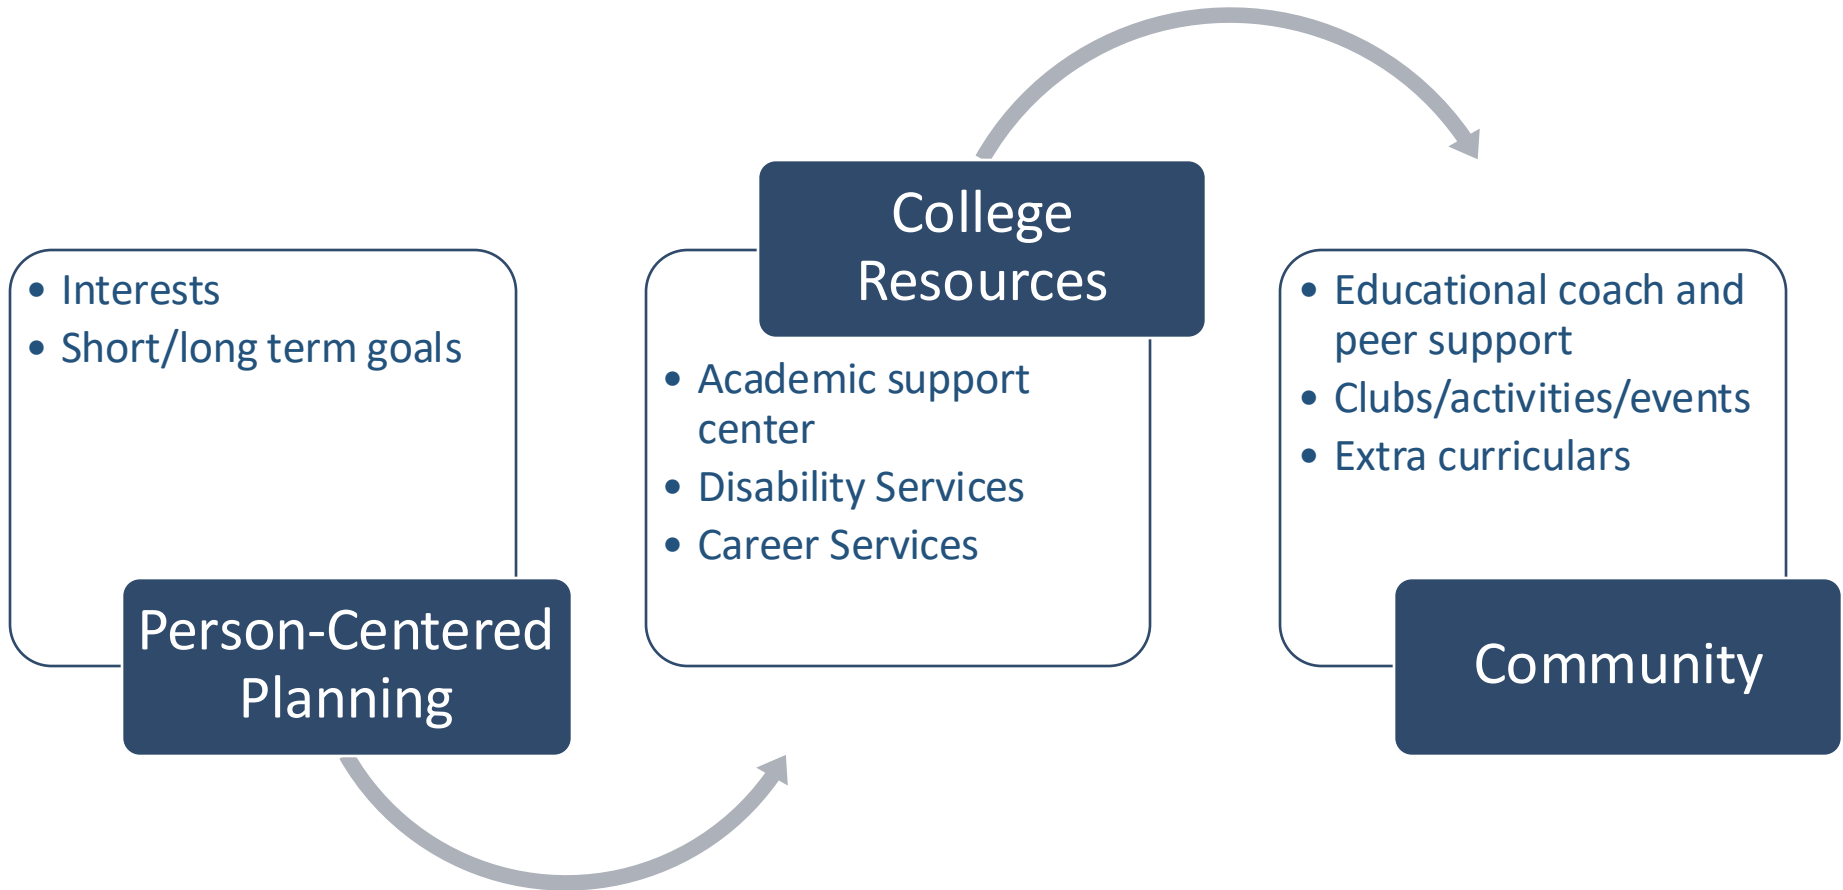 • Interests
• Short/long term goals
Person-Centered
Planning
College
Resources
• Academic support
center
• Disability Services
• Career Services
• Educational coach and
peer support
• Clubs/activities/events
• Extra curriculars
Community